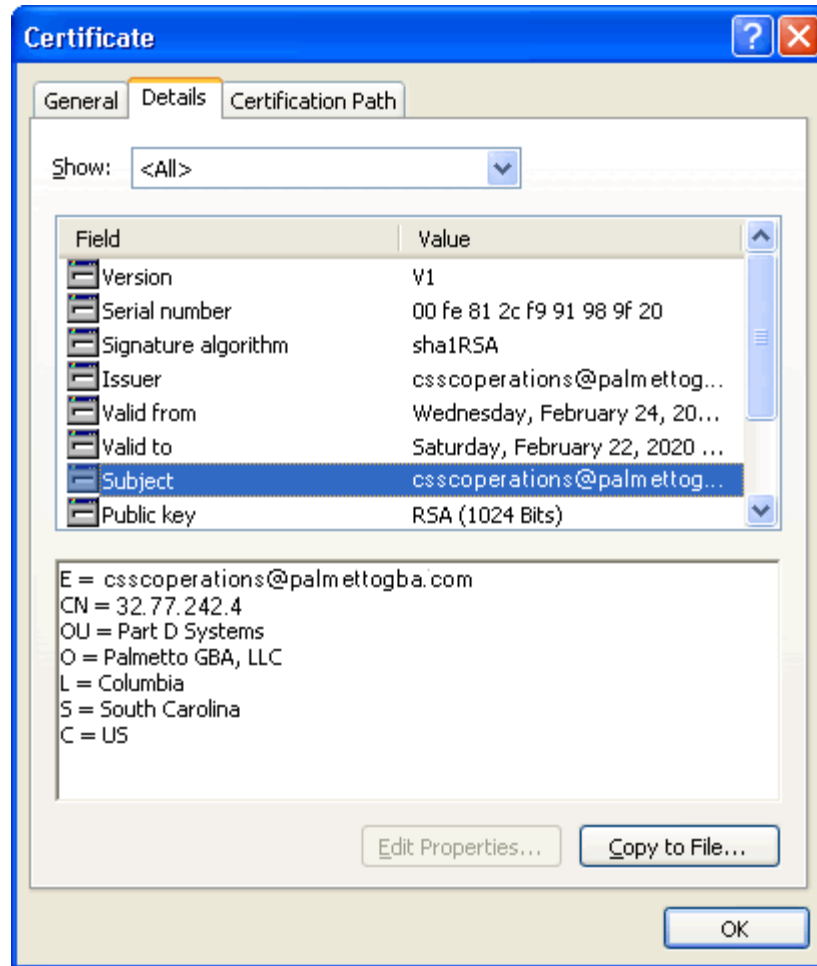 Certificate
General Details Certification Path
Show: <All>
Field Value
Version V1
Serial number 00 fe 81 2c f9 91 98 9f 20
Signature algorithm sha1RSA
Issuer csscoperations@palmettog...
Valid from Wednesday, February 24, 20...
Valid to Saturday, February 22, 2020 ...
Subject csscoperations@palmettog...
Public key RSA (1024 Bits)
E = csscoperations@palmettogba.com
CN = 32.77.242.4
OU = Part D Systems
O = Palmetto GBA, LLC
L = Columbia
S = South Carolina
C = US
Edit Properties... Copy to File...
OK